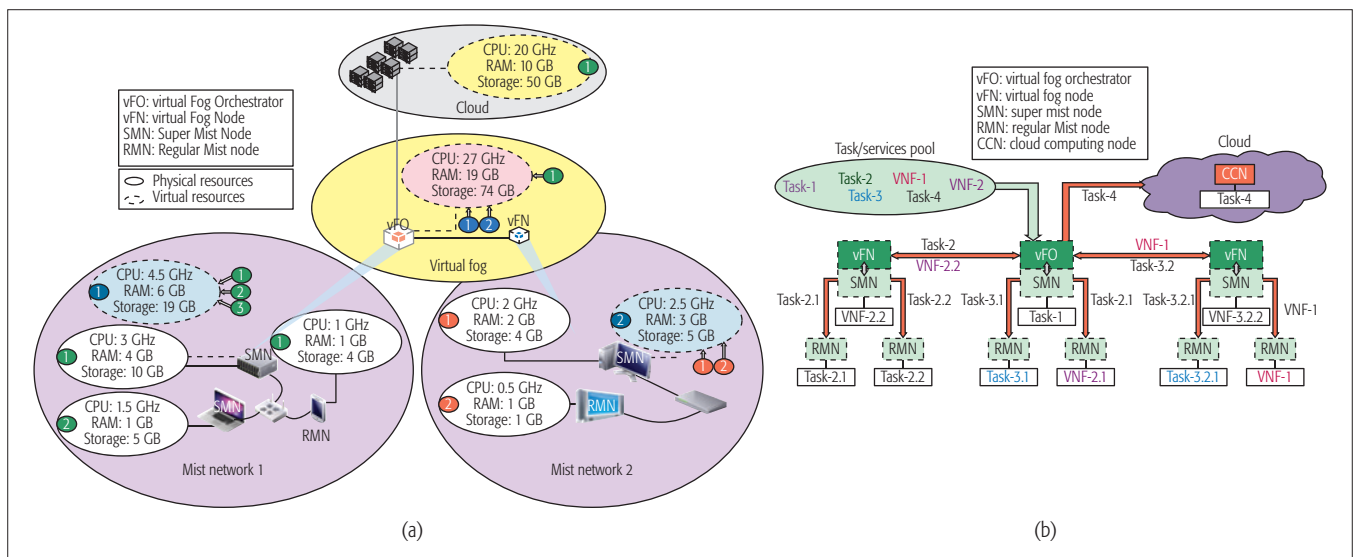 CPU: 20 GHz
RAM: 10 GB
Storage: 50 GB
1
Cloud
vFO: virtual Fog Orchestrator
vFN: virtual Fog Node
SMN: Super Mist Node
RMN: Regular Mist node
Physical resources
Virtual resources
CPU: 27 GHz
RAM: 19 GB
Storage: 74 GB
1
1
2
vFO
vFN
Virtual fog
CPU: 4.5 GHz
RAM: 6 GB
Storage: 19 GB
1
1
2
3
CPU: 3 GHz
RAM: 4 GB
Storage: 10 GB
1
CPU: 1 GHz
RAM: 1 GB
Storage: 4 GB
1
SMN
CPU: 1.5 GHz
RAM: 1 GB
Storage: 5 GB
2
SMN
RMN
Mist network 1
CPU: 2 GHz
RAM: 2 GB
Storage: 4 GB
1
CPU: 2.5 GHz
RAM: 3 GB
Storage: 5 GB
2
1
2
SMN
CPU: 0.5 GHz
RAM: 1 GB
Storage: 1 GB
2
RMN
Mist network 2
(a)
vFO: virtual fog orchestrator
vFN: virtual fog node
SMN: super mist node
RMN: regular Mist node
CCN: cloud computing node
Task/services pool
Task-1
Task-2
VNF-1
VNF-2
Task-3
Task-4
Cloud
CCN
Task-4
Task-4
vFN
Task-2
VNF-2.2
vFO
VNF-1
Task-3.2
vFN
SMN
SMN
SMN
Task-2.1
Task-2.2
Task-3.1
Task-2.1
Task-3.2.1
VNF-1
VNF-2.2
Task-1
VNF-3.2.2
RMN
RMN
RMN
RMN
RMN
RMN
Task-2.1
Task-2.2
Task-3.1
VNF-2.1
Task-3.2.1
VNF-1
(b)